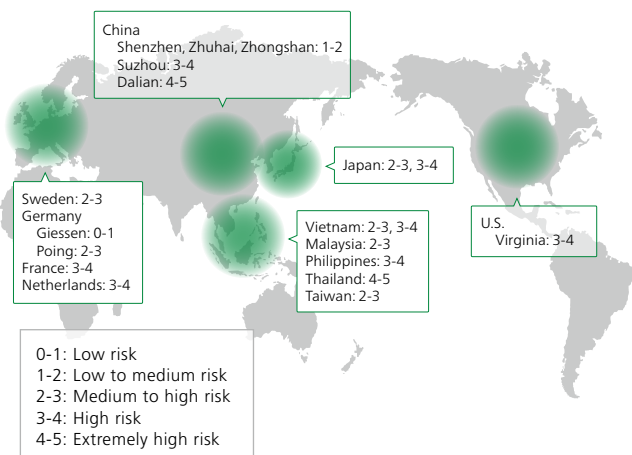 China
Shenzhen, Zhuhai, Zhongshan: 1-2
Suzhou: 3-4
Dalian: 4-5
Japan: 2-3, 3-4
Sweden: 2-3
Germany
Giessen: 0-1
Poing: 2-3
France: 3-4
Netherlands: 3-4
Vietnam: 2-3, 3-4
Malaysia: 2-3
Philippines: 3-4
Thailand: 4-5
Taiwan: 2-3
U.S.
Virginia: 3-4
0-1: Low risk
1-2: Low to medium risk
2-3: Medium to high risk
3-4: High risk
4-5: Extremely high risk